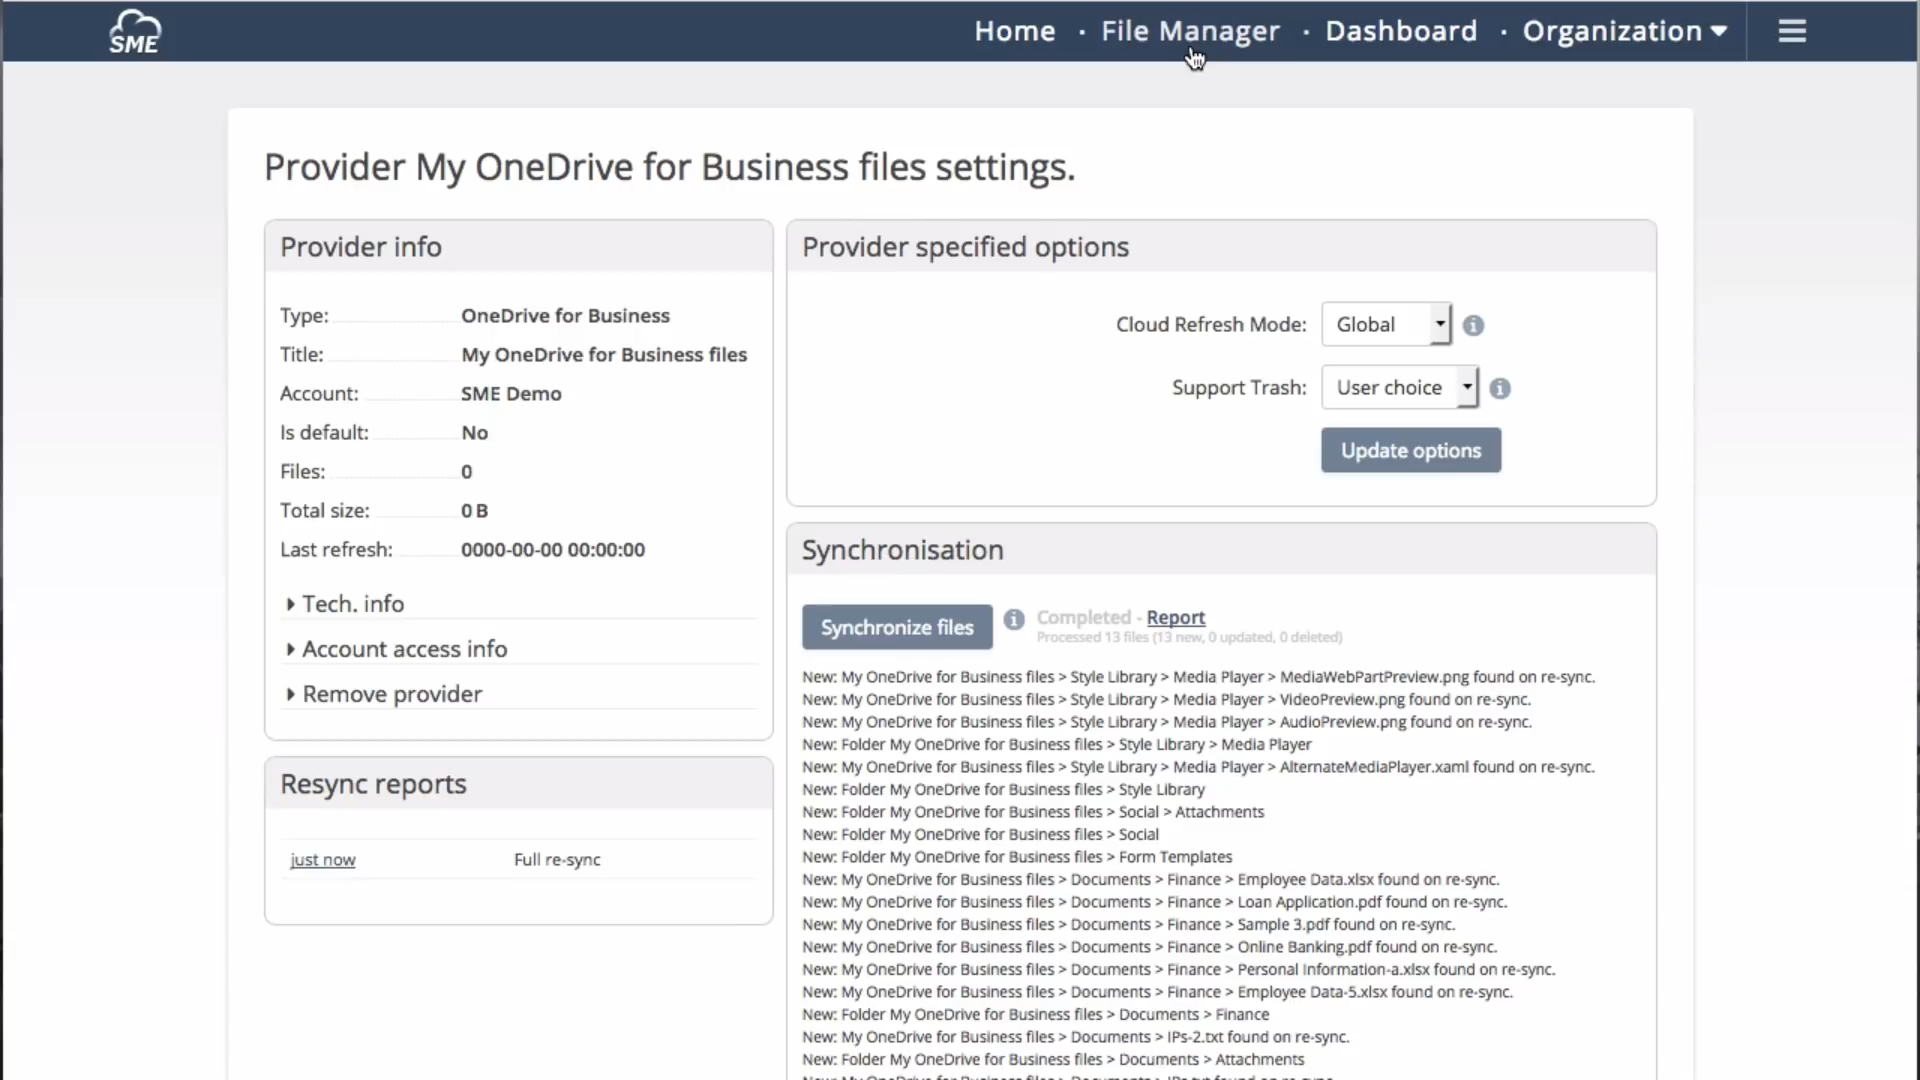 SME
Home · File Manager · Dashboard · Organization
Provider My OneDrive for Business files settings.
Provider info
Type: OneDrive for Business
Title: My OneDrive for Business files
Account: SME Demo
Is default: No
Files: 0
Total size: 0 B
Last refresh: 0000-00-00 00:00:00
Tech. info
Account access info
Remove provider
Resync reports
just now Full re-sync
Provider specified options
Cloud Refresh Mode: Global
Support Trash: User choice
Update options
Synchronisation
Synchronize files
Completed - Report
Processed 13 files (13 new, 0 updated, 0 deleted)
New: My OneDrive for Business files > Style Library > Media Player > MediaWebPartPreview.png found on re-sync.
New: My OneDrive for Business files > Style Library > Media Player > VideoPreview.png found on re-sync.
New: My OneDrive for Business files > Style Library > Media Player > AudioPreview.png found on re-sync.
New: Folder My OneDrive for Business files > Style Library > Media Player
New: My OneDrive for Business files > Style Library > Media Player > AlternateMediaPlayer.xaml found on re-sync.
New: Folder My OneDrive for Business files > Style Library
New: Folder My OneDrive for Business files > Social > Attachments
New: Folder My OneDrive for Business files > Social
New: Folder My OneDrive for Business files > Form Templates
New: My OneDrive for Business files > Documents > Finance > Employee Data.xlsx found on re-sync.
New: My OneDrive for Business files > Documents > Finance > Loan Application.pdf found on re-sync.
New: My OneDrive for Business files > Documents > Finance > Sample 3.pdf found on re-sync.
New: My OneDrive for Business files > Documents > Finance > Online Banking.pdf found on re-sync.
New: My OneDrive for Business files > Documents > Finance > Personal Information-a.xlsx found on re-sync.
New: My OneDrive for Business files > Documents > Finance > Employee Data-5.xlsx found on re-sync.
New: Folder My OneDrive for Business files > Documents > Finance
New: My OneDrive for Business files > Documents > IPs-2.txt found on re-sync.
New: Folder My OneDrive for Business files > Documents > Attachments